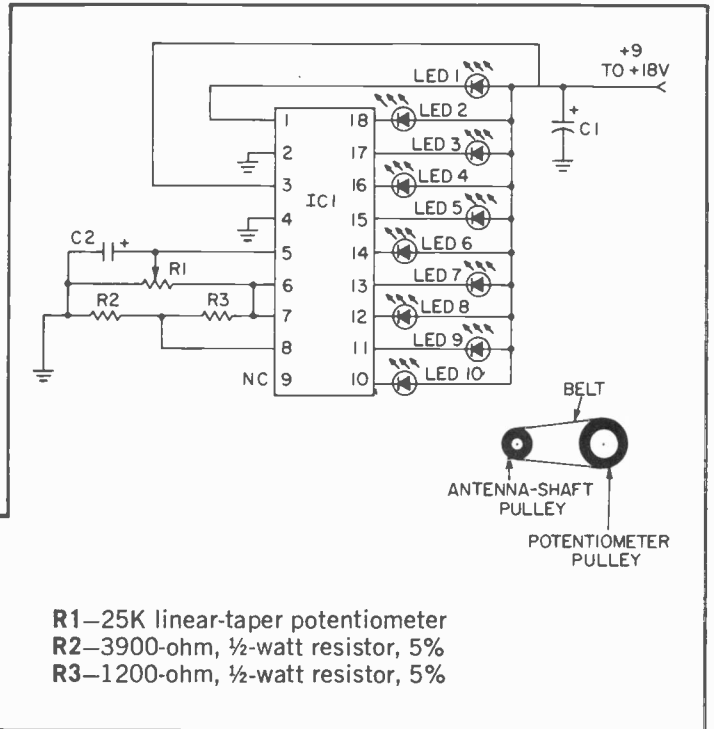 +9
TO +18V
LED 1
C1
+
1
18
LED 2
2
17
LED 3
3
16
LED 4
IC1
4
15
LED 5
C2
+
5
14
LED 6
R1
6
13
LED 7
R2
R3
7
12
LED 8
8
11
LED 9
NC
9
10
LED 10
BELT
ANTENNA-SHAFT
PULLEY
POTENTIOMETER
PULLEY
R1—25K linear-taper potentiometer
R2—3900-ohm, ½-watt resistor, 5%
R3—1200-ohm, ½-watt resistor, 5%